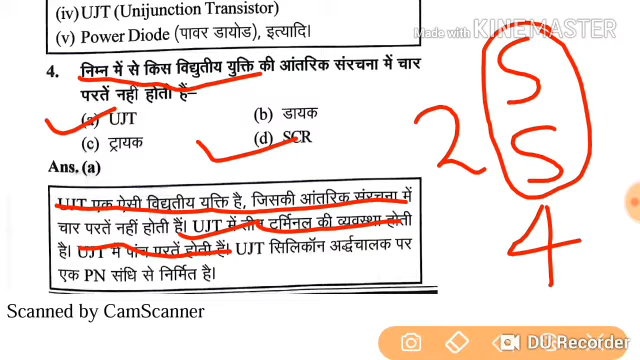 (iv) UJT (Unijunction Transistor)
(v) Power Diode (पावर डायोड, इत्यादि।
Made with KINEMASTER
4. निम्न में से किस विद्युतीय युक्ति की आंतरिक संरचना में चार
परतें नही होती हैं–
(a) UJT (b) डायक
(c) ट्रायक (d) SCR
Ans. (a)
UJT एक ऐसी विद्युतीय युक्ति है, जिसकी आंतरिक संरचना में
चार परतें नहीं होती हैं। UJT में तीन टर्मिनल की व्यवस्था होती
है। UJT में पांच परतें होती हैं। UJT सिलिकॉन अर्द्धचालक पर
एक PN संधि से निर्मित है।
S
2 S
4
Scanned by CamScanner
DU Recorder